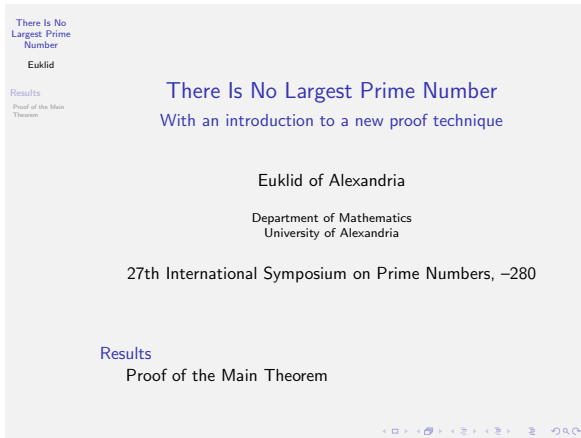 There Is No
Largest Prime
Number
Euklid
Results
Proof of the Main
Theorem
There Is No Largest Prime Number
With an introduction to a new proof technique
Euklid of Alexandria
Department of Mathematics
University of Alexandria
27th International Symposium on Prime Numbers, –280
Results
Proof of the Main Theorem